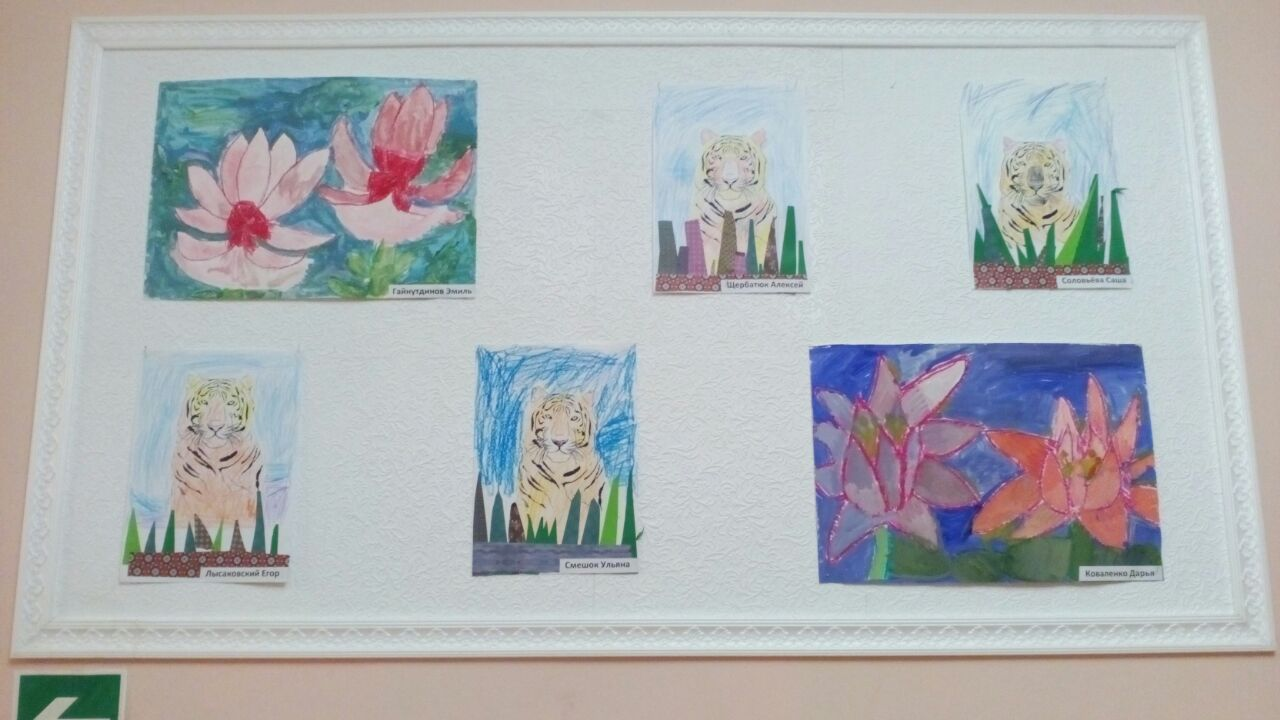 Гайнутдинов Эмиль
Щербатюк Алексей
Соловьёва Саша
Лысаковский Егор
Смешок Ульяна
Коваленко Дарья